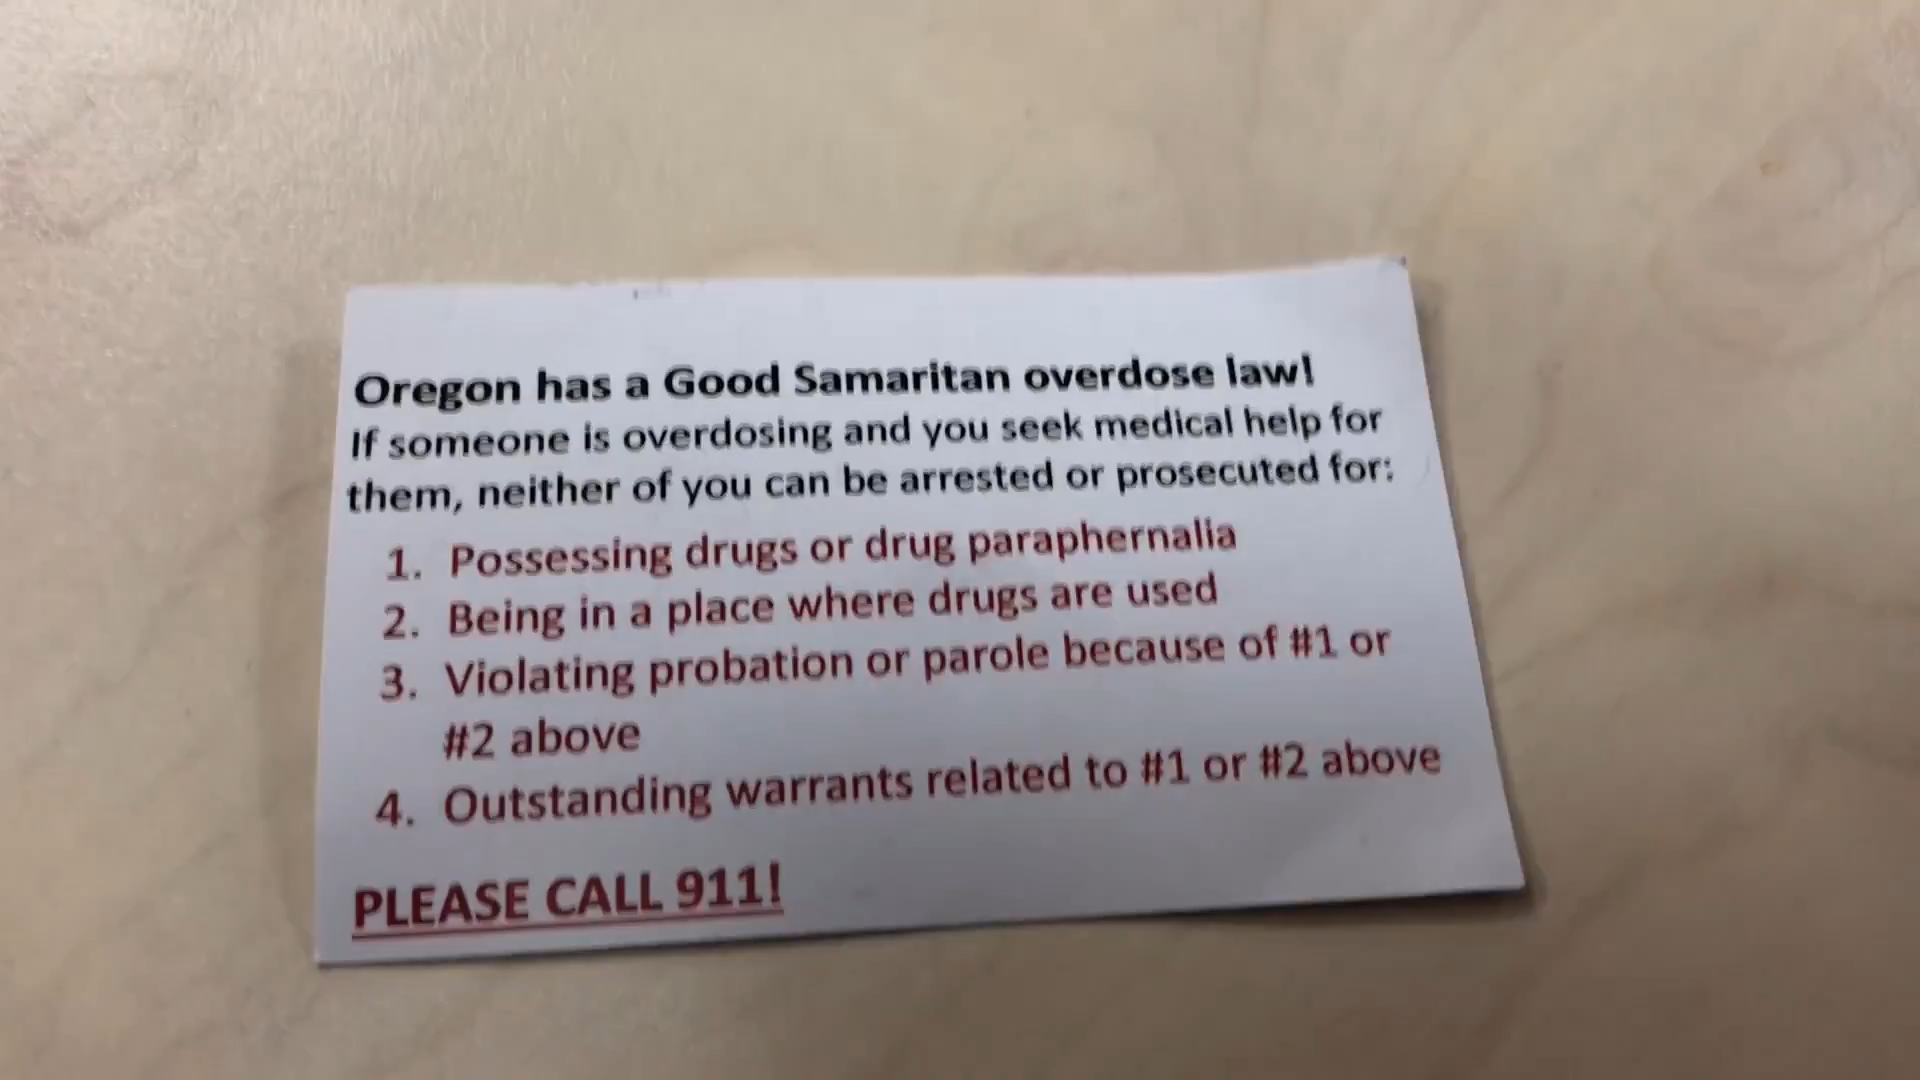 Oregon has a Good Samaritan overdose law!
If someone is overdosing and you seek medical help for
them, neither of you can be arrested or prosecuted for:
1. Possessing drugs or drug paraphernalia
2. Being in a place where drugs are used
3. Violating probation or parole because of #1 or
#2 above
4. Outstanding warrants related to #1 or #2 above
PLEASE CALL 911!